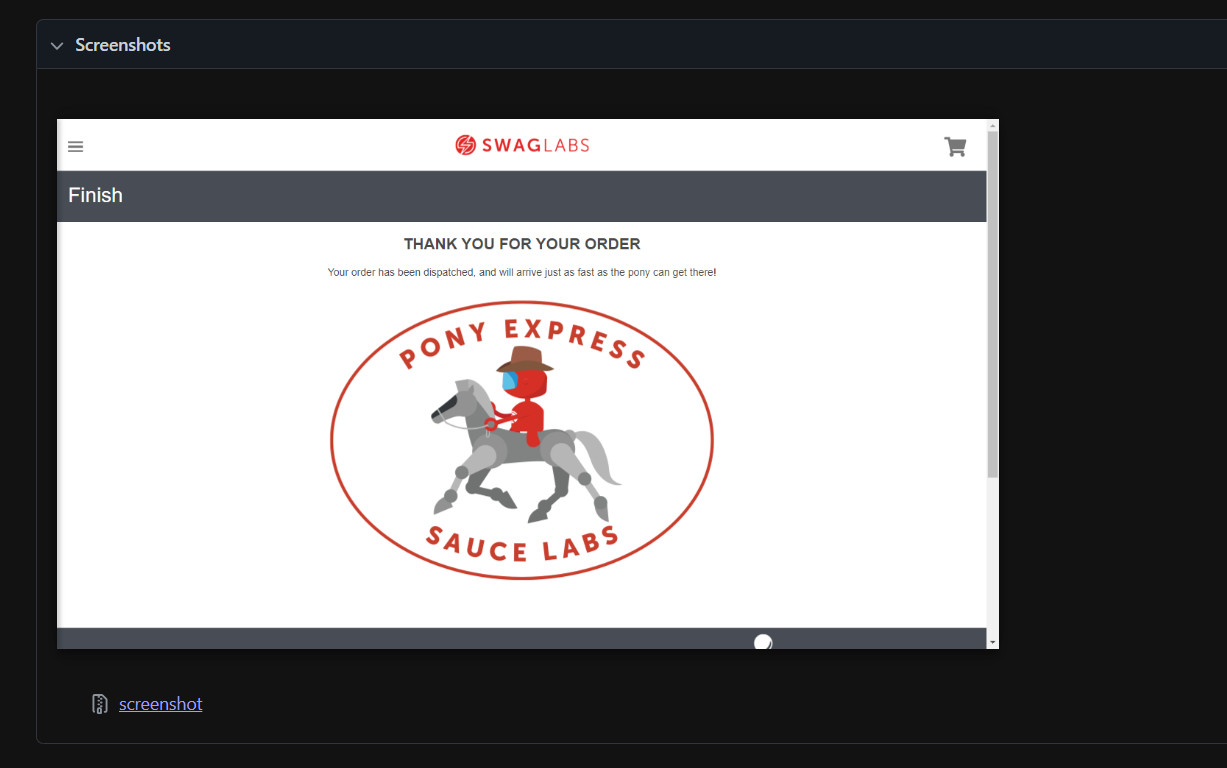 Screenshots
SWAGLABS
Finish
THANK YOU FOR YOUR ORDER
Your order has been dispatched, and will arrive just as fast as the pony can get there!
PONY EXPRESS
SAUCE LABS
screenshot